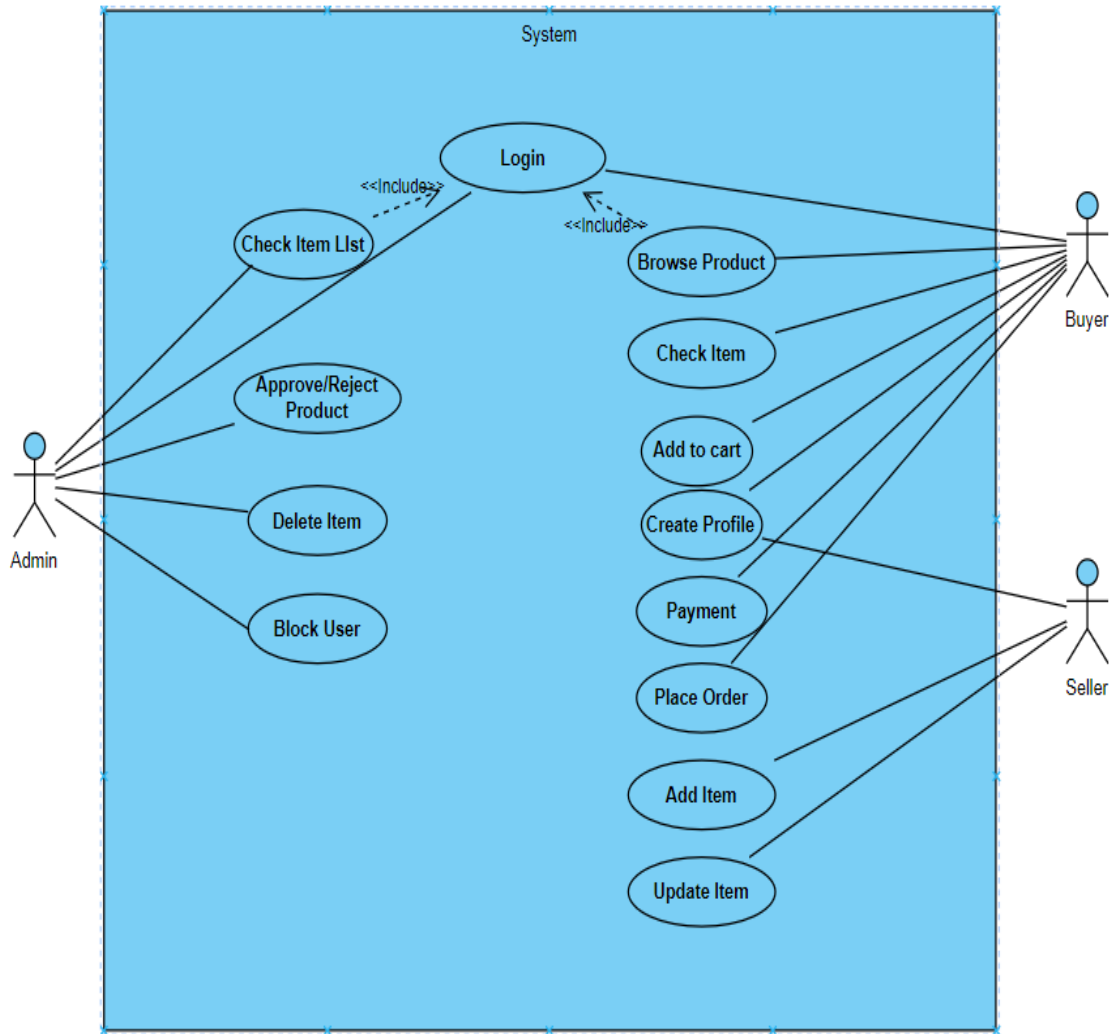 System
Login
<<Include>>
<<Include>>
Check Item LIst
Browse Product
Buyer
Check Item
Approve/Reject
Product
Add to cart
Admin
Delete Item
Create Profile
Payment
Block User
Seller
Place Order
Add Item
Update Item